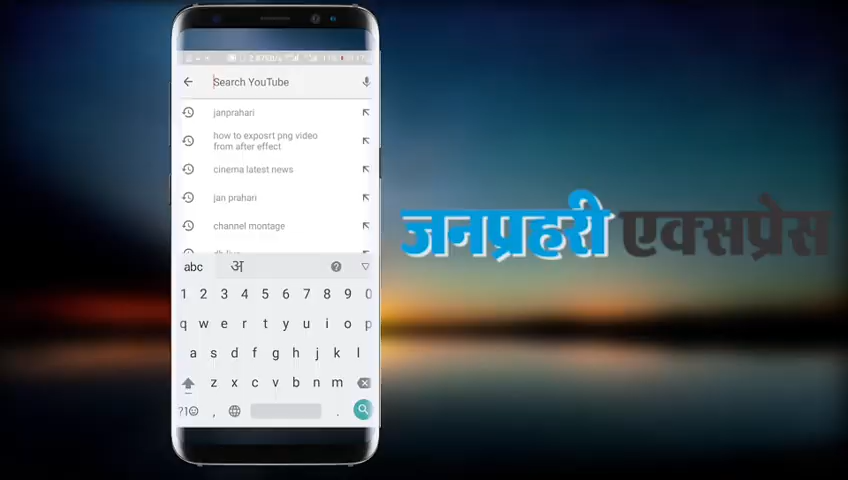 Search YouTube
janprahari
how to exposrt png video
from after effect
cinema latest news
jan prahari
channel montage
abc अ
1 2 3 4 5 6 7 8 9 0
q w e r t y u i o p
a s d f g h j k l
z x c v b n m
?1☺ , .
जनप्रहरी एक्सप्रेस